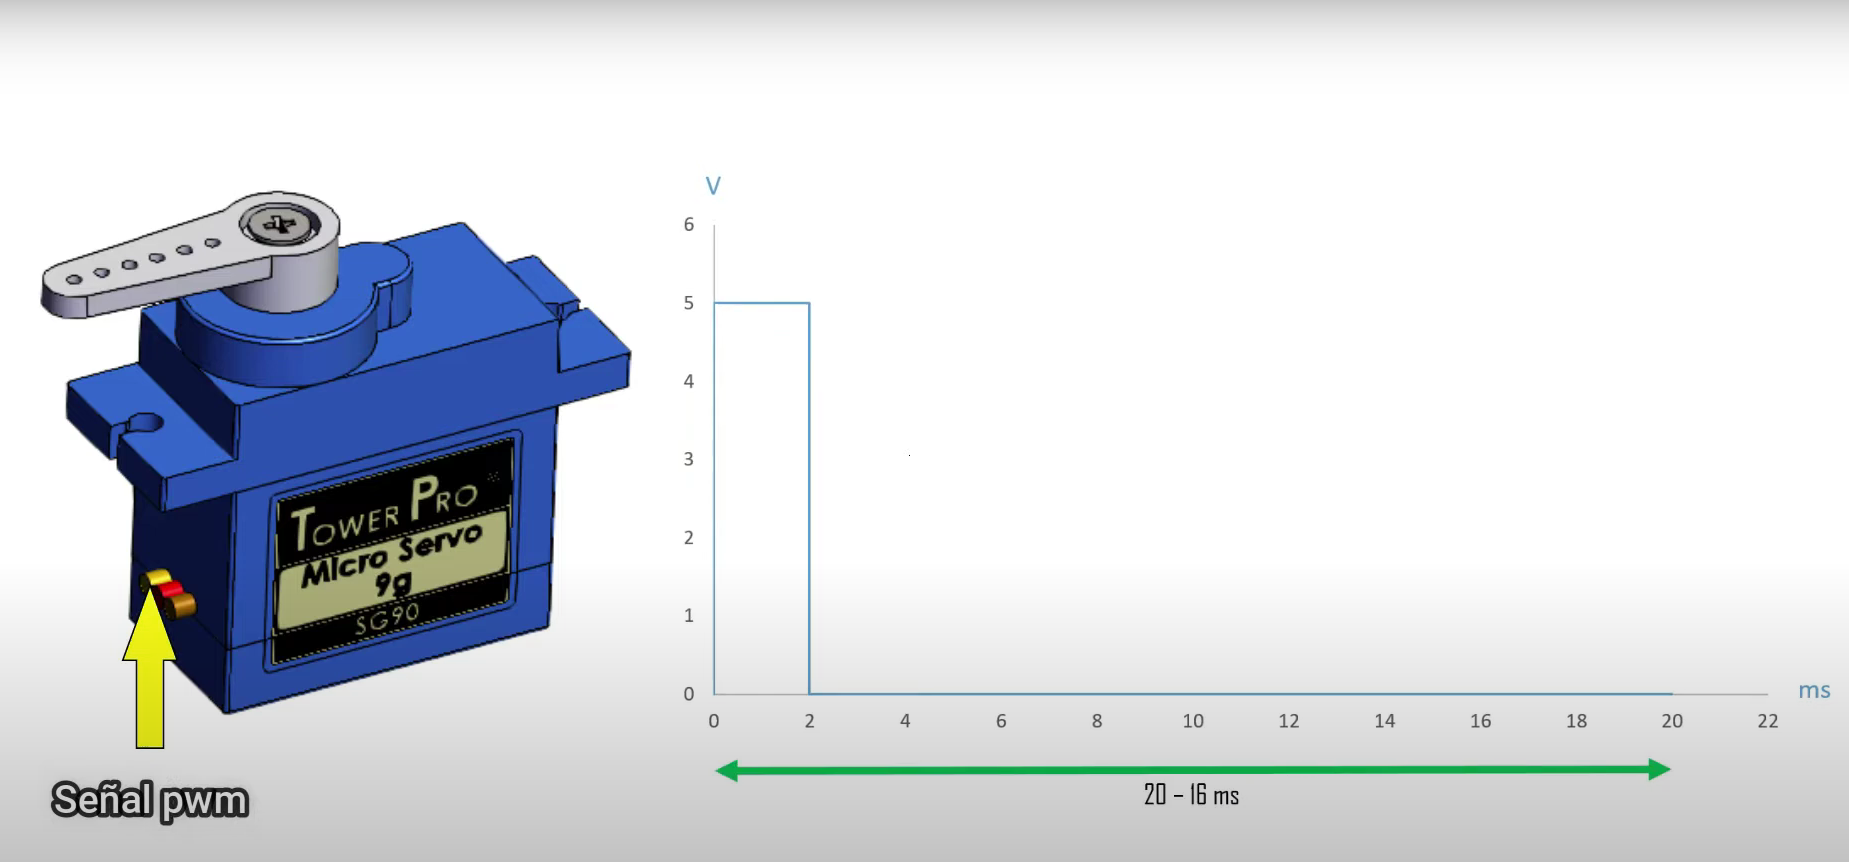 V
6
5
4
3
2
1
0
0 2 4 6 8 10 12 14 16 18 20 22
ms
20 – 16 ms
TOWER PRO
Micro Servo
9g
SG90
Señal pwm